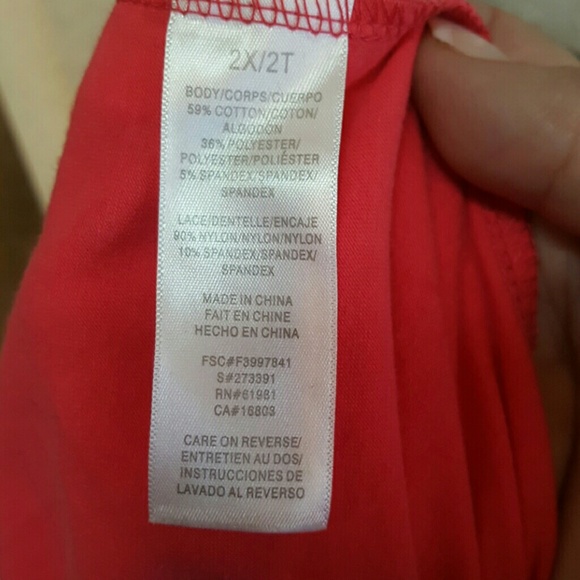 2X/2T
BODY/CORPS/CUERPO
59% COTTON/COTON/
ALGODON
36% POLYESTER/
POLYESTER/POLIÉSTER
5% SPANDEX/SPANDEX/
SPANDEX
LACE/DENTELLE/ENCAJE
90% NYLON/NYLON/NYLON
10% SPANDEX/SPANDEX/
SPANDEX
MADE IN CHINA
FAIT EN CHINE
HECHO EN CHINA
FSC#F3997841
S#273391
RN#61981
CA#16803
CARE ON REVERSE/
ENTRETIEN AU DOS/
INSTRUCCIONES DE
LAVADO AL REVERSO